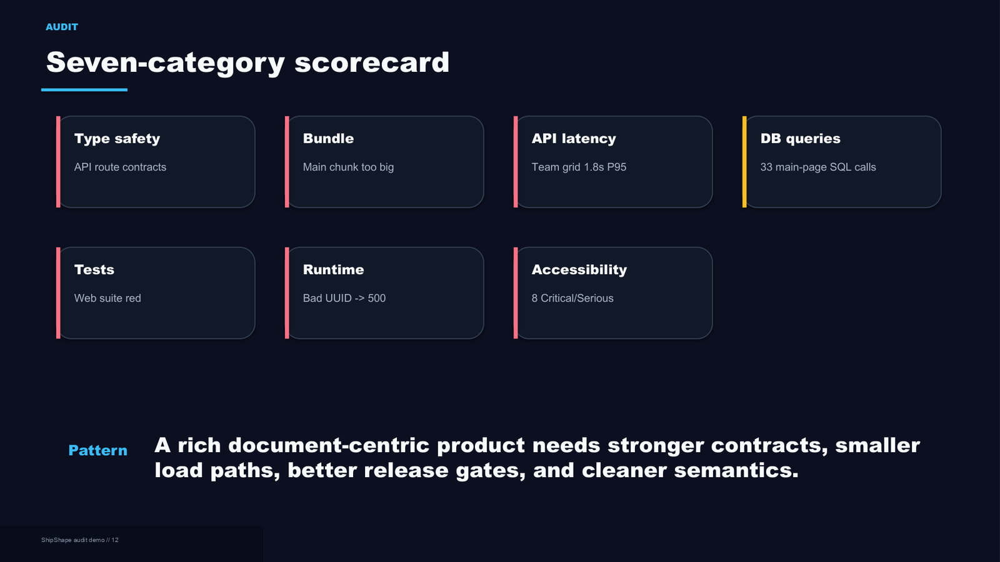 AUDIT
Seven-category scorecard
Type safety
API route contracts
Bundle
Main chunk too big
API latency
Team grid 1.8s P95
DB queries
33 main-page SQL calls
Tests
Web suite red
Runtime
Bad UUID -> 500
Accessibility
8 Critical/Serious
Pattern
A rich document-centric product needs stronger contracts, smaller
load paths, better release gates, and cleaner semantics.
ShipShape audit demo // 12